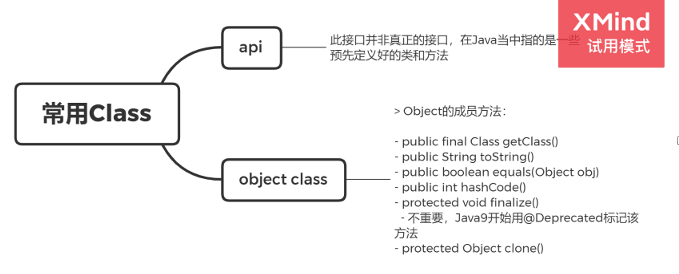 XMind
试用模式
api
此接口并非真正的接口，在Java当中指的是一些
预先定义好的类和方法
常用Class
> Object的成员方法：
- public final Class getClass()
- public String toString()
- public boolean equals(Object obj)
object class
- public int hashCode()
- protected void finalize()
- 不重要，Java9开始用@Deprecated标记该
方法
- protected Object clone()